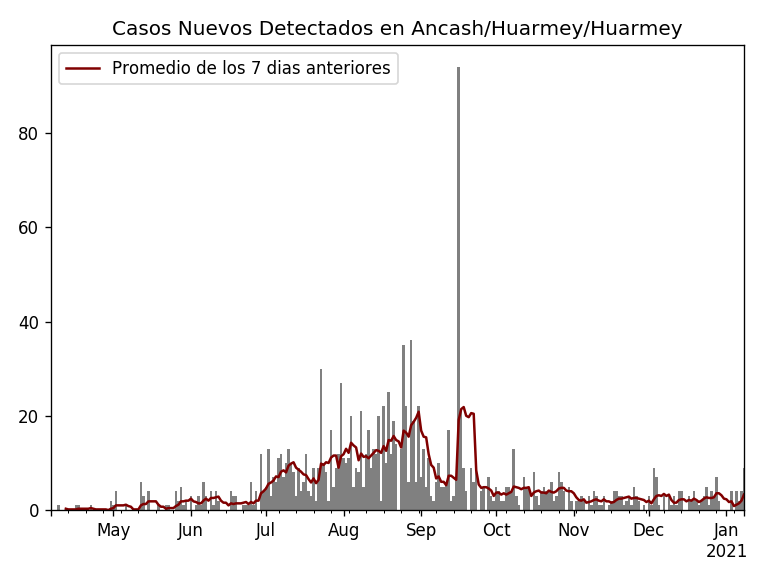 Casos Nuevos Detectados en Ancash/Huarmey/Huarmey
Promedio de los 7 dias anteriores
80
60
40
20
0
May Jun Jul Aug Sep Oct Nov Dec Jan
2021